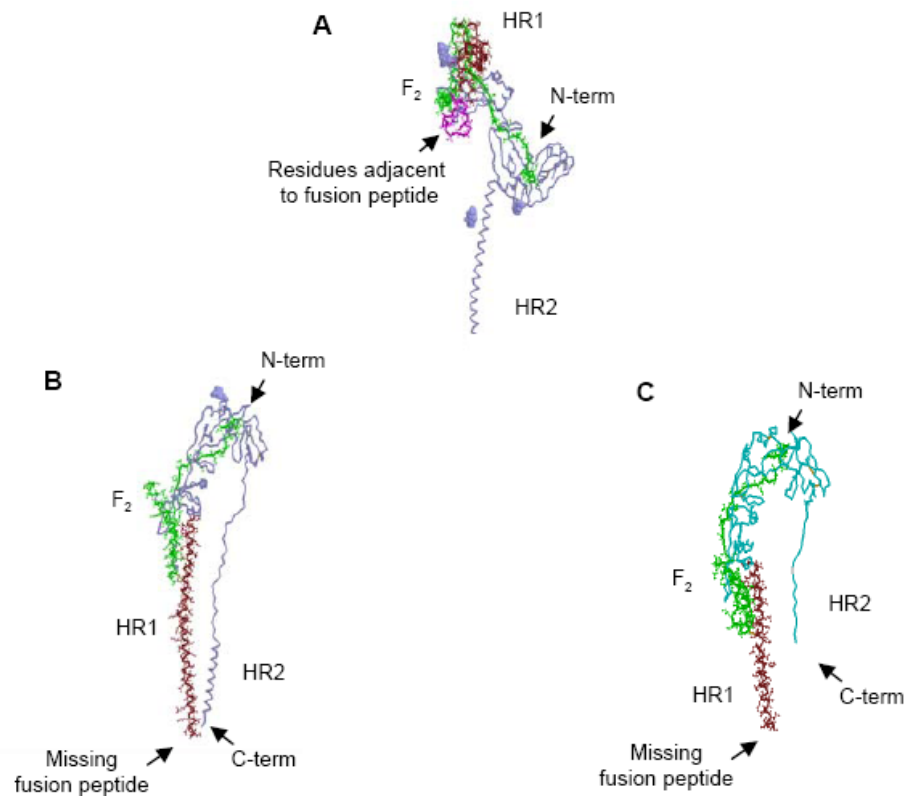 A
HR1
F2
N-term
Residues adjacent
to fusion peptide
HR2
B
N-term
F2
HR1
HR2
Missing
fusion peptide
C-term
C
N-term
F2
HR2
HR1
C-term
Missing
fusion peptide